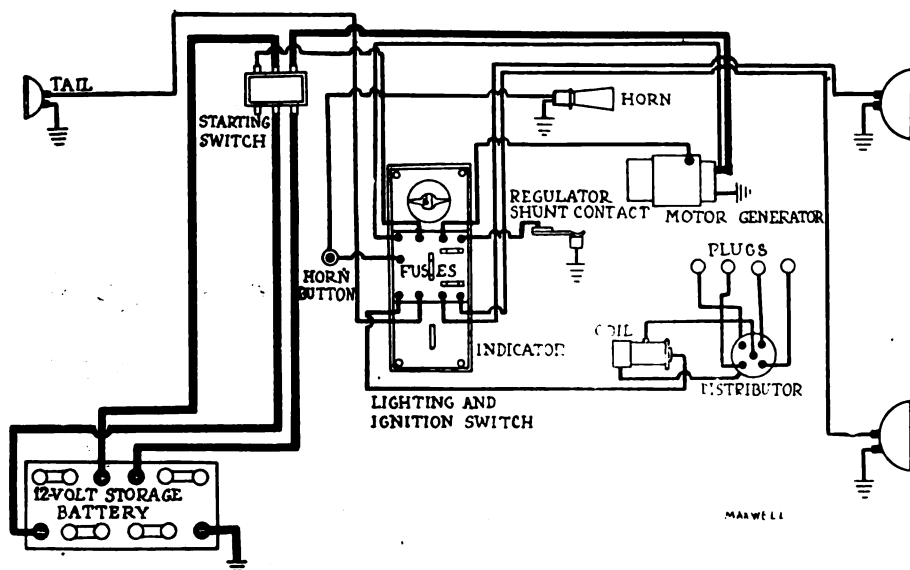 TAIL
STARTING
SWITCH
HORN
REGULATOR
SHUNT CONTACT
MOTOR GENERATOR
HORN
BUTTON
FUSES
PLUGS
COIL
INDICATOR
DISTRIBUTOR
LIGHTING AND
IGNITION SWITCH
12-VOLT STORAGE
BATTERY
MAXWELL